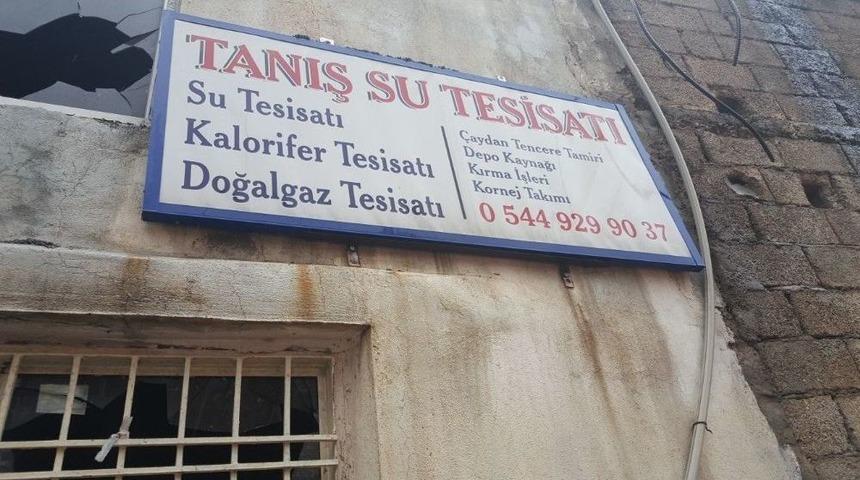 TANIŞ SU TESİSATI
Su Tesisatı
Kalorifer Tesisatı
Doğalgaz Tesisatı
Çaydan Tencere Tamiri
Depo Kaynağı
Kırma İşleri
Kornej Takımı
0 544 929 90 37